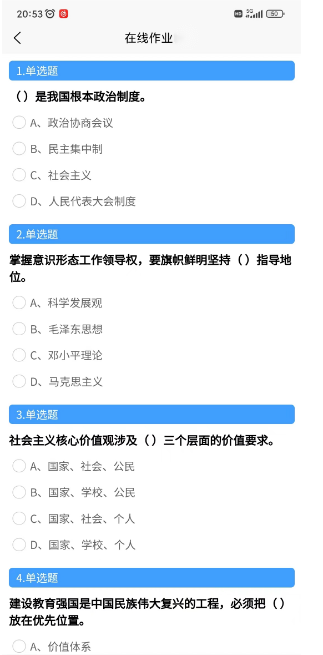 20:53
50
在线作业
1.单选题
（ ）是我国根本政治制度。
A、政治协商会议
B、民主集中制
C、社会主义
D、人民代表大会制度
2.单选题
掌握意识形态工作领导权，要旗帜鲜明坚持（ ）指导地
位。
A、科学发展观
B、毛泽东思想
C、邓小平理论
D、马克思主义
3.单选题
社会主义核心价值观涉及（ ）三个层面的价值要求。
A、国家、社会、公民
B、国家、学校、公民
C、国家、社会、个人
D、国家、学校、个人
4.单选题
建设教育强国是中国民族伟大复兴的工程，必须把（ ）
放在优先位置。
A、价值体系